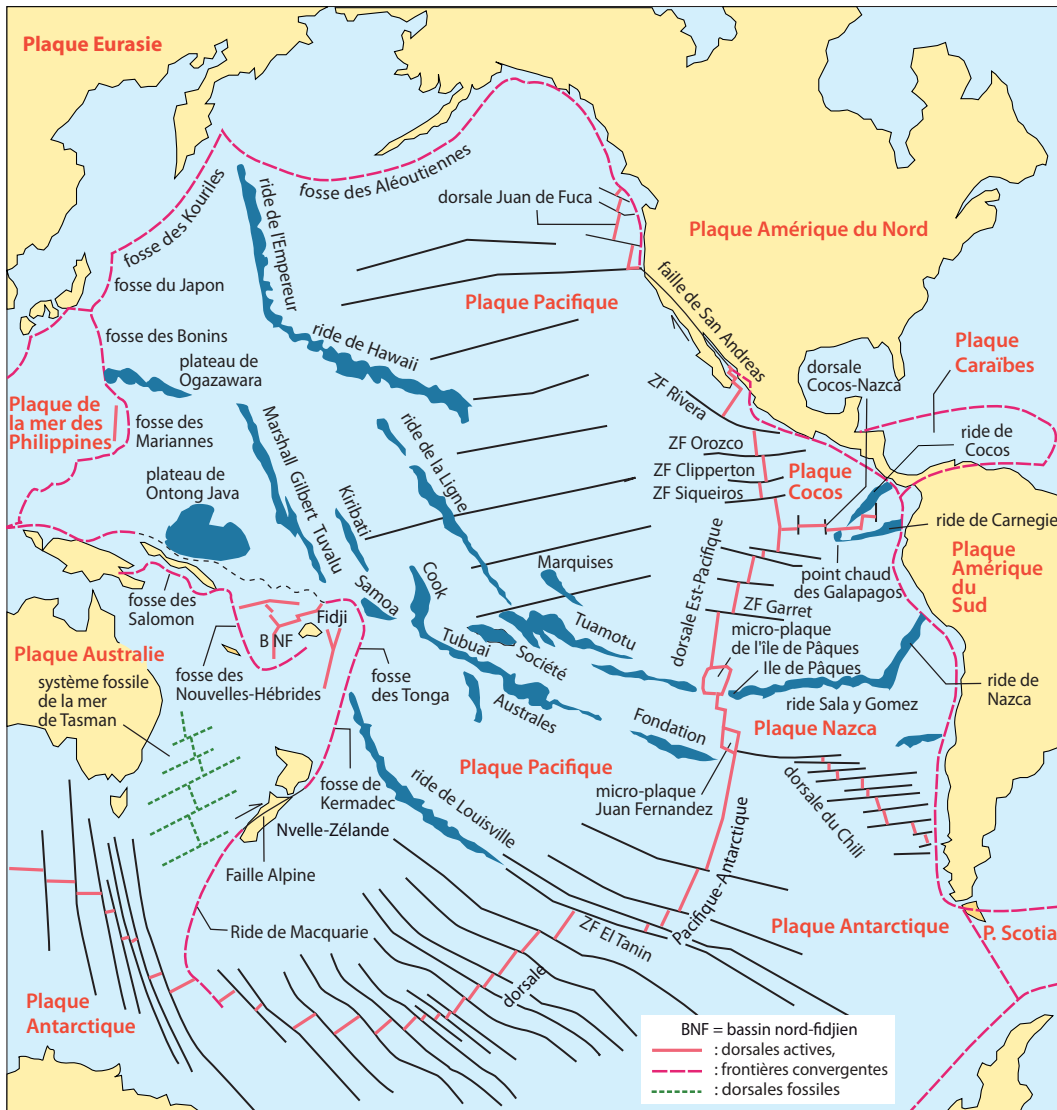 Plaque Eurasie
fosse des Aléoutiennes
fosse des Kouriles
ride de l'Empereur
dorsale Juan de Fuca
Plaque Amérique du Nord
fosse du Japon
Plaque Pacifique
faille de San Andreas
fosse des Bonins
ride de Hawaii
plateau de
Ogazawara
dorsale
Cocos-Nazca
Plaque
Caraïbes
Plaque de
la mer des
Philippines
fosse des
Mariannes
Marshall Gilbert Tuvalu
ride de la Ligne
ZF Rivera
ZF Orozco
ZF Clipperton
ZF Siqueiros
Plaque
Cocos
ride de
Cocos
plateau de
Ontong Java
Kiribati
ride de Carnegie
Marquises
dorsale Est-Pacifique
point chaud
des Galapagos
Plaque
Amérique
du
Sud
fosse des
Salomon
Samoa
Cook
ZF Garret
Fidji
BNF
Tuamotu
micro-plaque
de l'île de Pâques
Ile de Pâques
Plaque Australie
Tubuai
Société
fosse
des Nouvelles-Hébrides
fosse
des Tonga
ride de
Nazca
système fossile
de la mer
de Tasman
Australes
ride Sala y Gomez
Fondation
Plaque Nazca
Plaque Pacifique
fosse de
Kermadec
ride de Louisville
micro-plaque
Juan Fernandez
dorsale du Chili
Nvelle-Zélande
Faille Alpine
Pacifique-Antarctique
Plaque Antarctique
P. Scotia
Ride de Macquarie
ZF El Tanin
dorsale
Plaque
Antarctique
BNF = bassin nord-fidjien
: dorsales actives,
: frontières convergentes
: dorsales fossiles